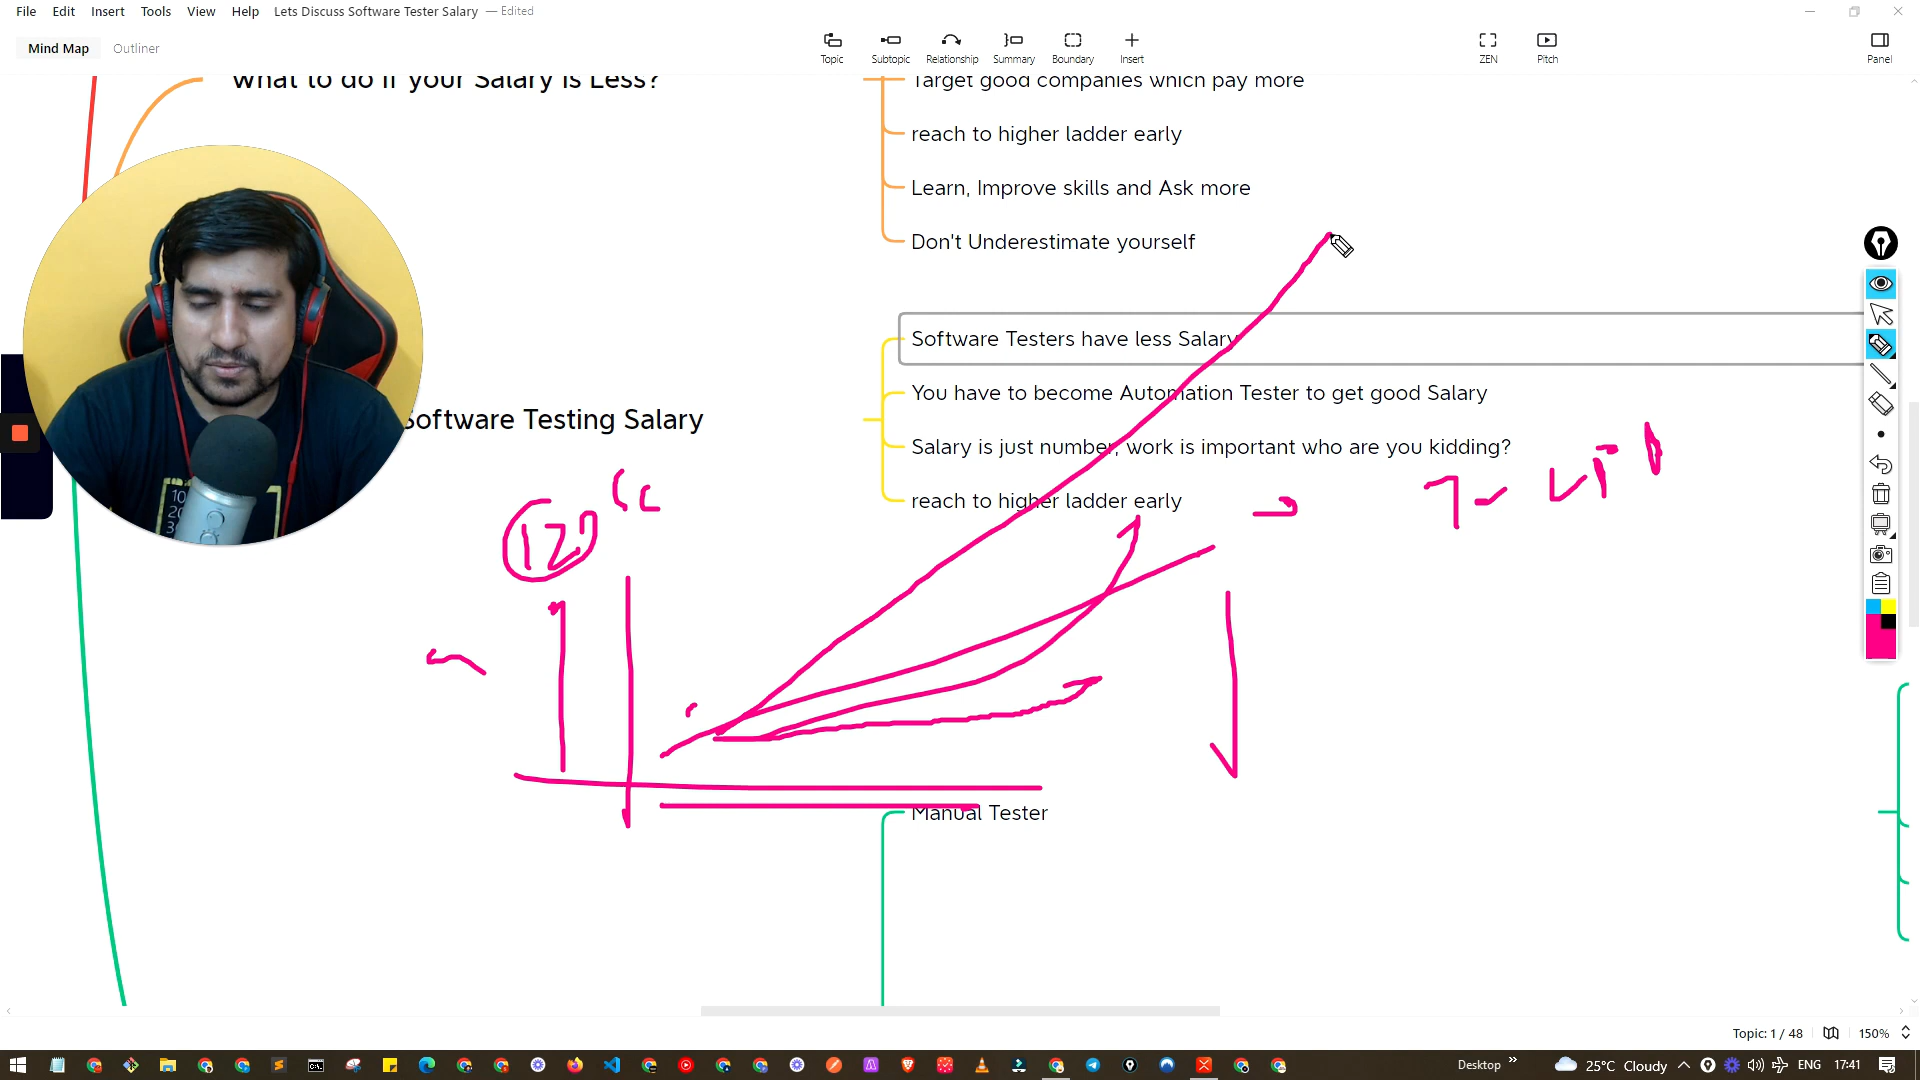 File Edit Insert Tools View Help Lets Discuss Software Tester Salary — Edited
Mind Map Outliner
Topic Subtopic Relationship Summary Boundary Insert ZEN Pitch Panel
What to do if your Salary is Less?
Target good companies which pay more
reach to higher ladder early
Learn, Improve skills and Ask more
Don't Underestimate yourself
Software Testers have less Salary
You have to become Automation Tester to get good Salary
Software Testing Salary
Salary is just number, work is important who are you kidding?
reach to higher ladder early
Manual Tester
Topic: 1 / 48 150%
Desktop 25°C Cloudy ENG 17:41